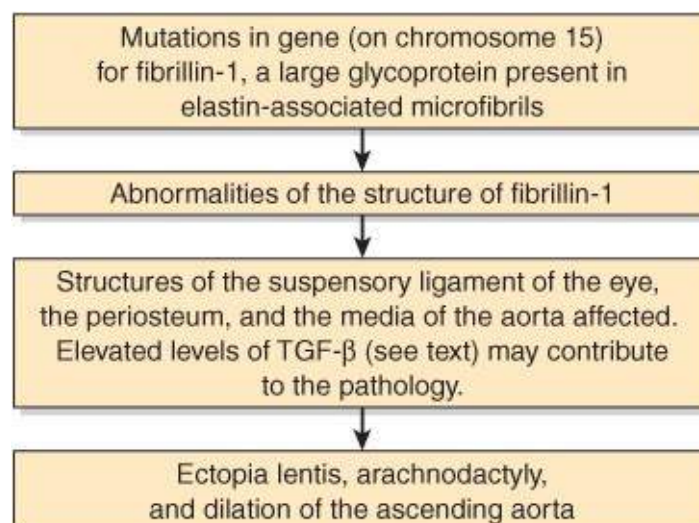 Mutations in gene (on chromosome 15)
for fibrillin-1, a large glycoprotein present in
elastin-associated microfibrils
Abnormalities of the structure of fibrillin-1
Structures of the suspensory ligament of the eye,
the periosteum, and the media of the aorta affected.
Elevated levels of TGF-β (see text) may contribute
to the pathology.
Ectopia lentis, arachnodactyly,
and dilation of the ascending aorta